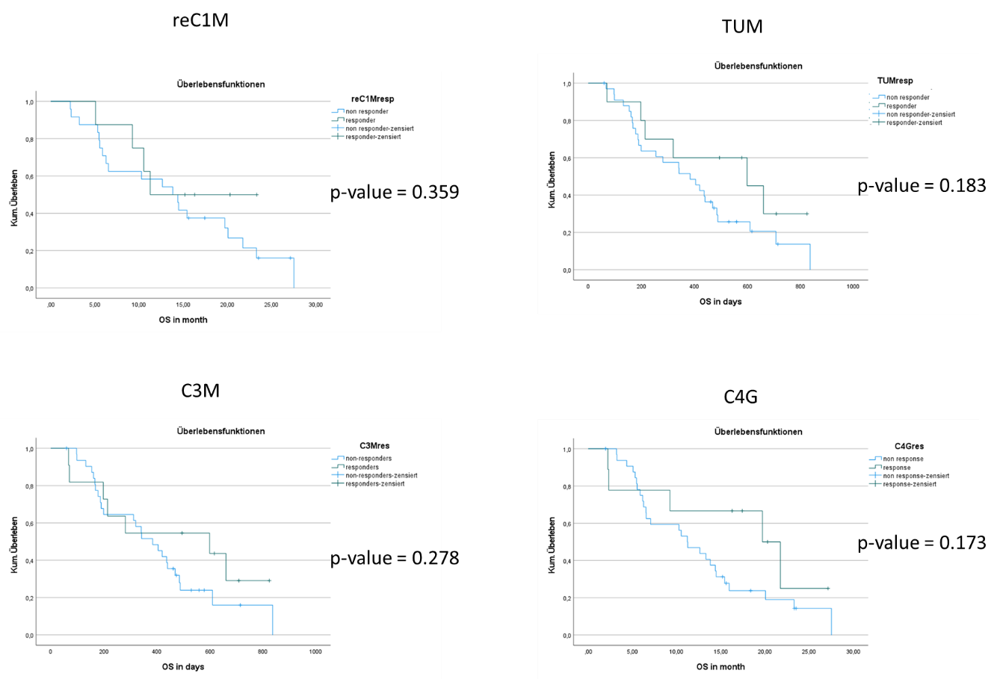 reC1M
Überlebensfunktionen
reC1Mresp
non responder
responder
non responder-zensiert
responder-zensiert
1,0
0,8
0,6
0,4
0,2
0,0
Kum. Überleben
,00 5,00 10,00 15,00 20,00 25,00 30,00
OS in month
p-value = 0.359
TUM
Überlebensfunktionen
TUMresp
non responder
responder
non responder-zensiert
responder-zensiert
1,0
0,8
0,6
0,4
0,2
0,0
Kum. Überleben
0 200 400 600 800 1000
OS in days
p-value = 0.183
C3M
Überlebensfunktionen
C3Mres
non-responders
responders
non-responders-zensiert
responders-zensiert
1,0
0,8
0,6
0,4
0,2
0,0
Kum. Überleben
0 200 400 600 800 1000
OS in days
p-value = 0.278
C4G
Überlebensfunktionen
C4Gres
non response
response
non response-zensiert
response-zensiert
1,0
0,8
0,6
0,4
0,2
0,0
Kum. Überleben
,00 5,00 10,00 15,00 20,00 25,00 30,00
OS in month
p-value = 0.173